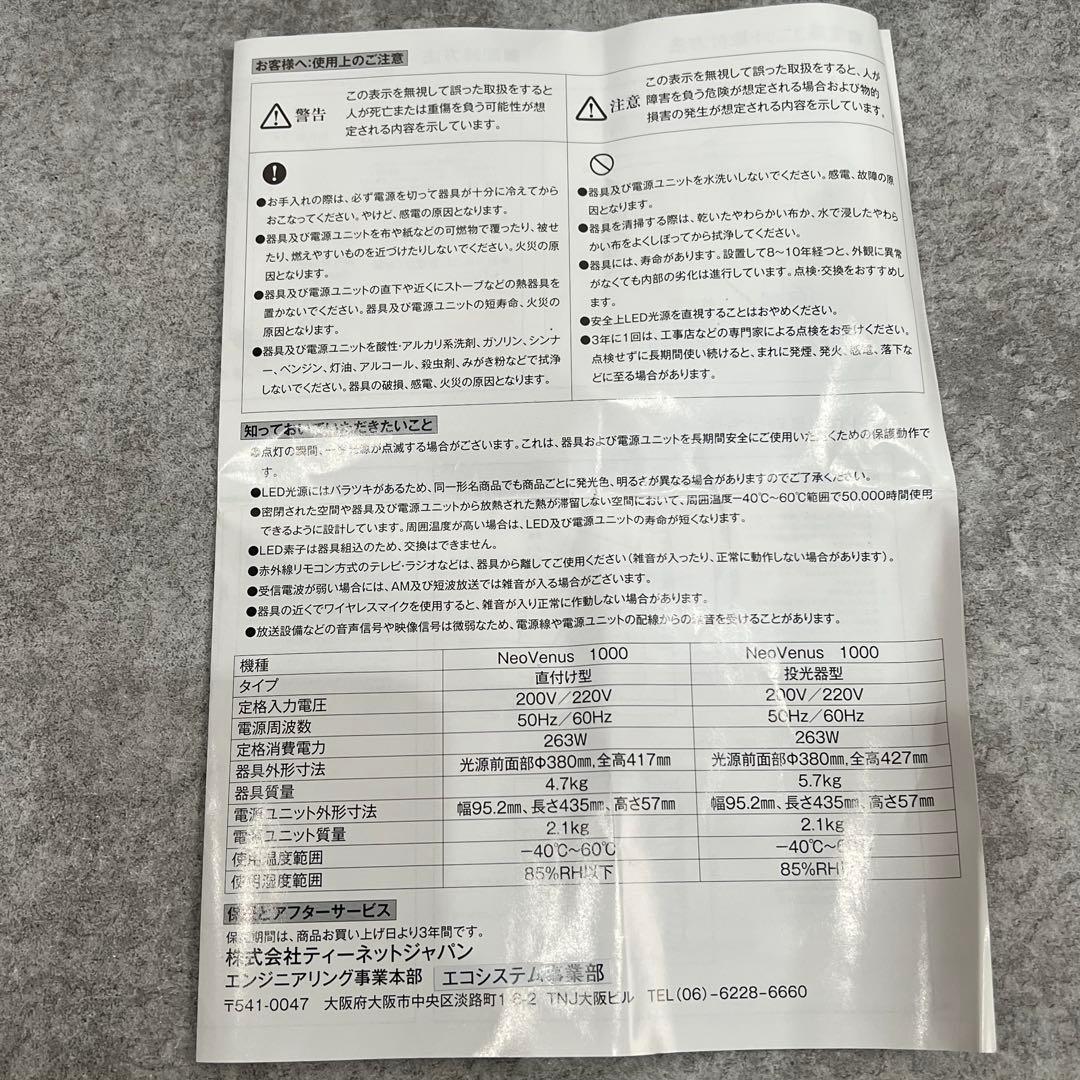 お客様へ:使用上のご注意
警告
この表示を無視して誤った取扱をすると
人が死亡または重傷を負う可能性が想
定される内容を示しています。
注意
この表示を無視して誤った取扱をすると、人が
障害を負う危険が想定される場合および物的
損害の発生が想定される内容を示しています。
●お手入れの際は、必ず電源を切って器具が十分に冷えてから
おこなってください。やけど、感電の原因となります。
●器具及び電源ユニットを布や紙などの可燃物で覆ったり、被せ
たり、燃えやすいものを近づけたりしないでください。火災の原
因となります。
●器具及び電源ユニットの直下や近くにストーブなどの熱器具を
置かないでください。器具及び電源ユニットの短寿命、火災の
原因となります。
●器具及び電源ユニットを酸性・アルカリ系洗剤、ガソリン、シンナ
ー、ベンジン、灯油、アルコール、殺虫剤、みがき粉などで拭浄
しないでください。器具の破損、感電、火災の原因となります。
●器具及び電源ユニットを水洗いしないでください。感電、故障の原
因となります。
●器具を清掃する際は、乾いたやわらかい布か、水で浸したやわら
かい布をよくしぼってから拭浄してください。
●器具には、寿命があります。設置して8〜10年経つと、外観に異常
がなくても内部の劣化は進行しています。点検・交換をおすすめし
ます。
●安全上LED光源を直視することはおやめください。
●3年に1回は、工事店などの専門家による点検をお受けください。
点検せずに長期間使い続けると、まれに発煙、発火、感電、落下な
どに至る場合があります。
知っておいていただきたいこと
●点灯の瞬間、一 光源が点滅する場合がございます。これは、器具および電源ユニットを長期間安全にご使用いただくための保護動作で
す。
●LED光源にはバラツキがあるため、同一形名商品でも商品ごとに発光色、明るさが異なる場合がありますのでご了承ください。
●密閉された空間や器具及び電源ユニットから放熱された熱が滞留しない空間において、周囲温度−40℃〜60℃範囲で50,000時間使用
できるように設計しています。周囲温度が高い場合は、LED及び電源ユニットの寿命が短くなります。
●LED素子は器具組込のため、交換はできません。
●赤外線リモコン方式のテレビ・ラジオなどは、器具から離してご使用ください（雑音が入ったり、正常に動作しない場合があります）。
●受信電波が弱い場合には、AM及び短波放送では雑音が入る場合がございます。
●器具の近くでワイヤレスマイクを使用すると、雑音が入り正常に作動しない場合があります。
●放送設備などの音声信号や映像信号は微弱なため、電源線や電源ユニットの配線からの雑音を受けることがあります。
機種 NeoVenus 1000 NeoVenus 1000
タイプ 直付け型 投光器型
定格入力電圧 200V／220V 200V／220V
電源周波数 50Hz／60Hz 50Hz／60Hz
定格消費電力 263W 263W
器具外形寸法 光源前面部Φ380㎜,全高417㎜ 光源前面部Φ380㎜,全高427㎜
器具質量 4.7kg 5.7kg
電源ユニット外形寸法 幅95.2㎜、長さ435㎜、高さ57㎜ 幅95.2㎜、長さ435㎜、高さ57㎜
電源ユニット質量 2.1kg 2.1kg
使用温度範囲 −40℃〜60℃ −40℃〜6
使用湿度範囲 85%RH以下 85%RH
保証とアフターサービス
保証期間は、商品お買い上げ日より3年間です。
株式会社ティーネットジャパン
エンジニアリング事業本部 エコシステム事業部
〒541-0047 大阪府大阪市中央区淡路町1-6-2 TNJ大阪ビル TEL(06)-6228-6660